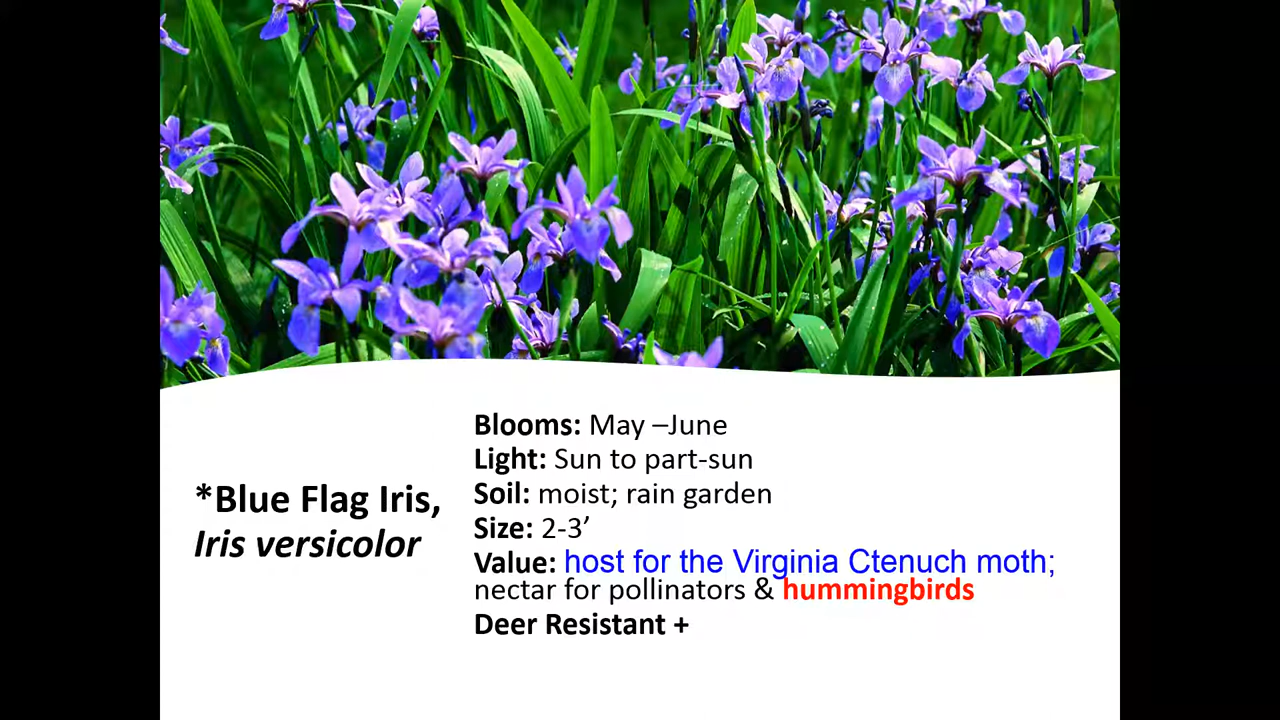 *Blue Flag Iris,
Iris versicolor
Blooms: May –June
Light: Sun to part-sun
Soil: moist; rain garden
Size: 2-3’
Value: host for the Virginia Ctenuch moth;
nectar for pollinators & hummingbirds
Deer Resistant +